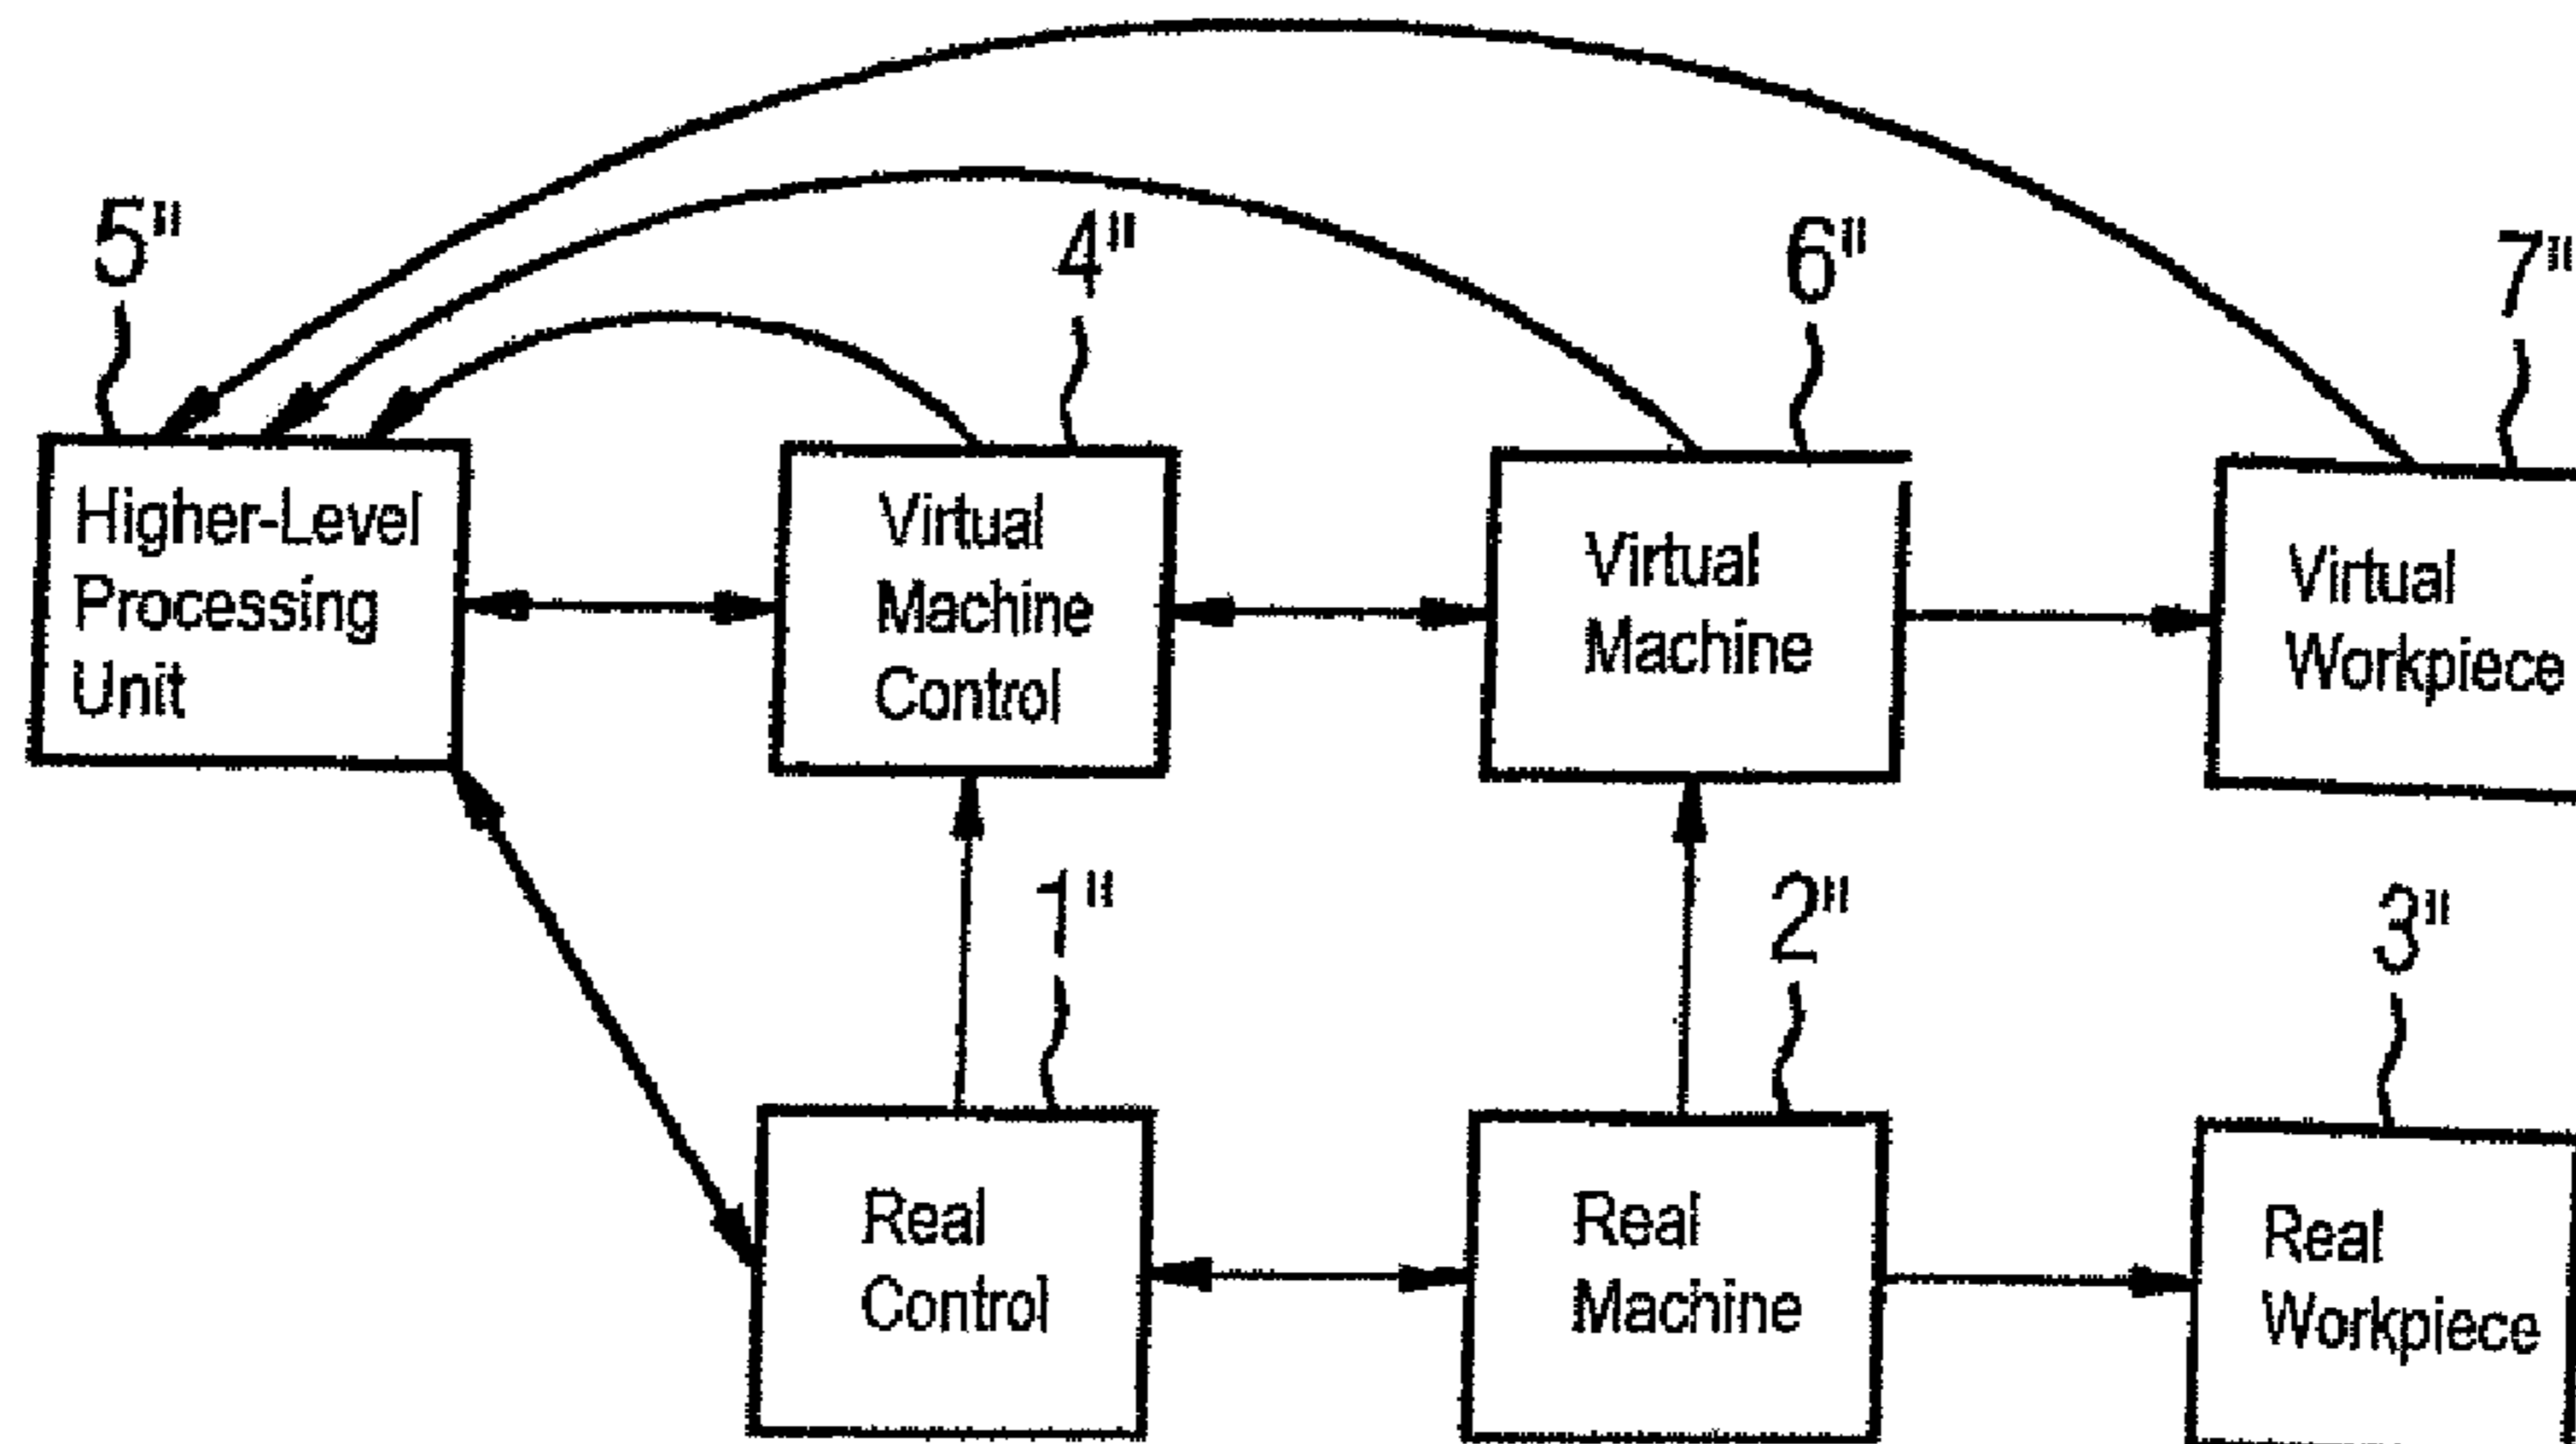 5"
4"
6"
7"
Higher-Level
Processing
Unit
Virtual
Machine
Control
Virtual
Machine
Virtual
Workpiece
1"
2"
3"
Real
Control
Real
Machine
Real
Workpiece